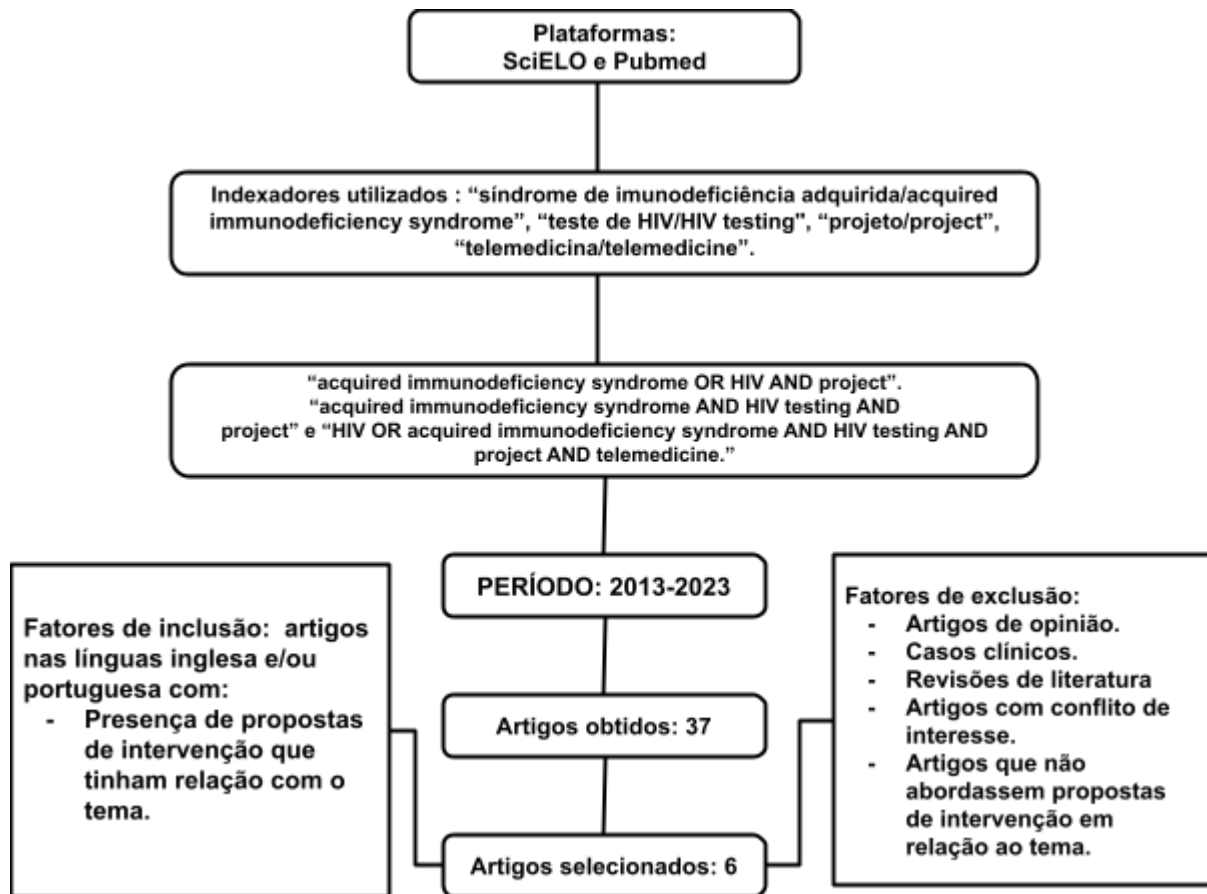 Plataformas:
SciELO e Pubmed
Indexadores utilizados : “síndrome de imunodeficiência adquirida/acquired
immunodeficiency syndrome”, “teste de HIV/HIV testing", “projeto/project”,
“telemedicina/telemedicine”.
“acquired immunodeficiency syndrome OR HIV AND project”.
“acquired immunodeficiency syndrome AND HIV testing AND
project” e “HIV OR acquired immunodeficiency syndrome AND HIV testing AND
project AND telemedicine.”
PERÍODO: 2013-2023
Fatores de inclusão: artigos
nas línguas inglesa e/ou
portuguesa com:
- Presença de propostas
de intervenção que
tinham relação com o
tema.
Artigos obtidos: 37
Artigos selecionados: 6
Fatores de exclusão:
- Artigos de opinião.
- Casos clínicos.
- Revisões de literatura
- Artigos com conflito de
interesse.
- Artigos que não
abordassem propostas
de intervenção em
relação ao tema.